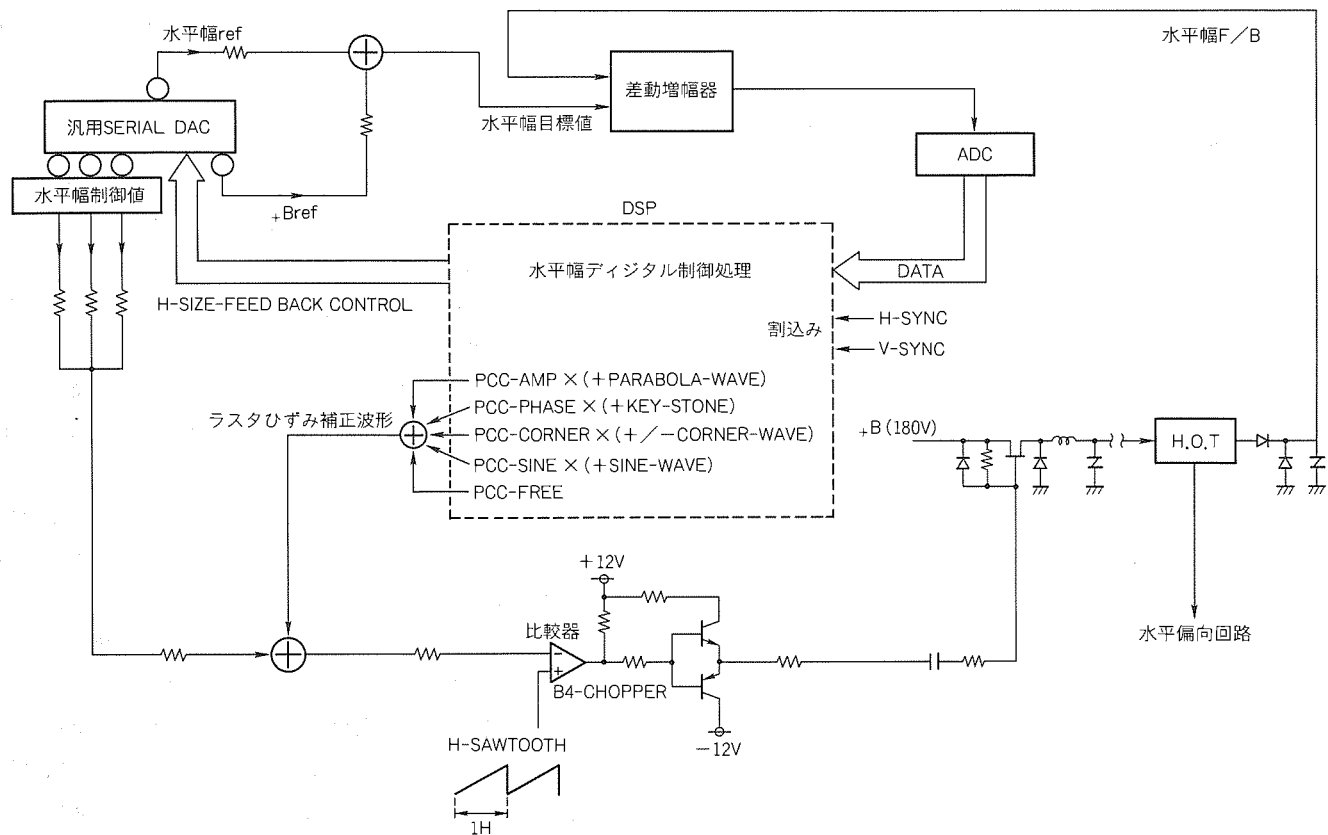 水平幅ref
水平幅F/B
差動増幅器
汎用SERIAL DAC
水平幅目標値
ADC
水平幅制御値
+Bref
DSP
水平幅ディジタル制御処理
DATA
H-SIZE-FEED BACK CONTROL
割込み
H-SYNC
V-SYNC
PCC-AMP×(+PARABOLA-WAVE)
PCC-PHASE×(+KEY-STONE)
ラスタひずみ補正波形
PCC-CORNER×(+/-CORNER-WAVE)
PCC-SINE×(+SINE-WAVE)
PCC-FREE
+B(180V)
H.O.T
+12V
比較器
水平偏向回路
B4-CHOPPER
H-SAWTOOTH
-12V
1H